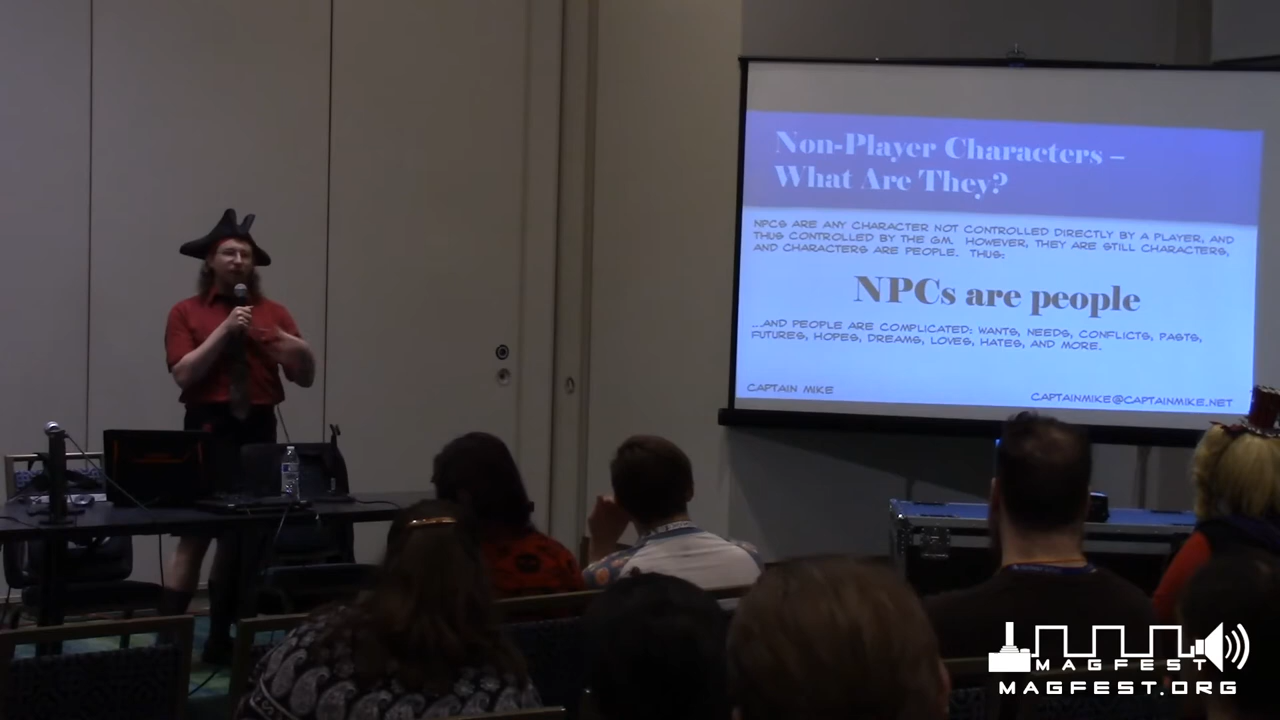 Non-Player Characters –
What Are They?
NPCS ARE ANY CHARACTER NOT CONTROLLED DIRECTLY BY A PLAYER, AND
THUS CONTROLLED BY THE GM. HOWEVER, THEY ARE STILL CHARACTERS,
AND CHARACTERS ARE PEOPLE. THUS:
NPCs are people
...AND PEOPLE ARE COMPLICATED: WANTS, NEEDS, CONFLICTS, PASTS,
FUTURES, HOPES, DREAMS, LOVES, HATES, AND MORE.
CAPTAIN MIKE
CAPTAINMIKE@CAPTAINMIKE.NET
MAGFEST
MAGFEST.ORG